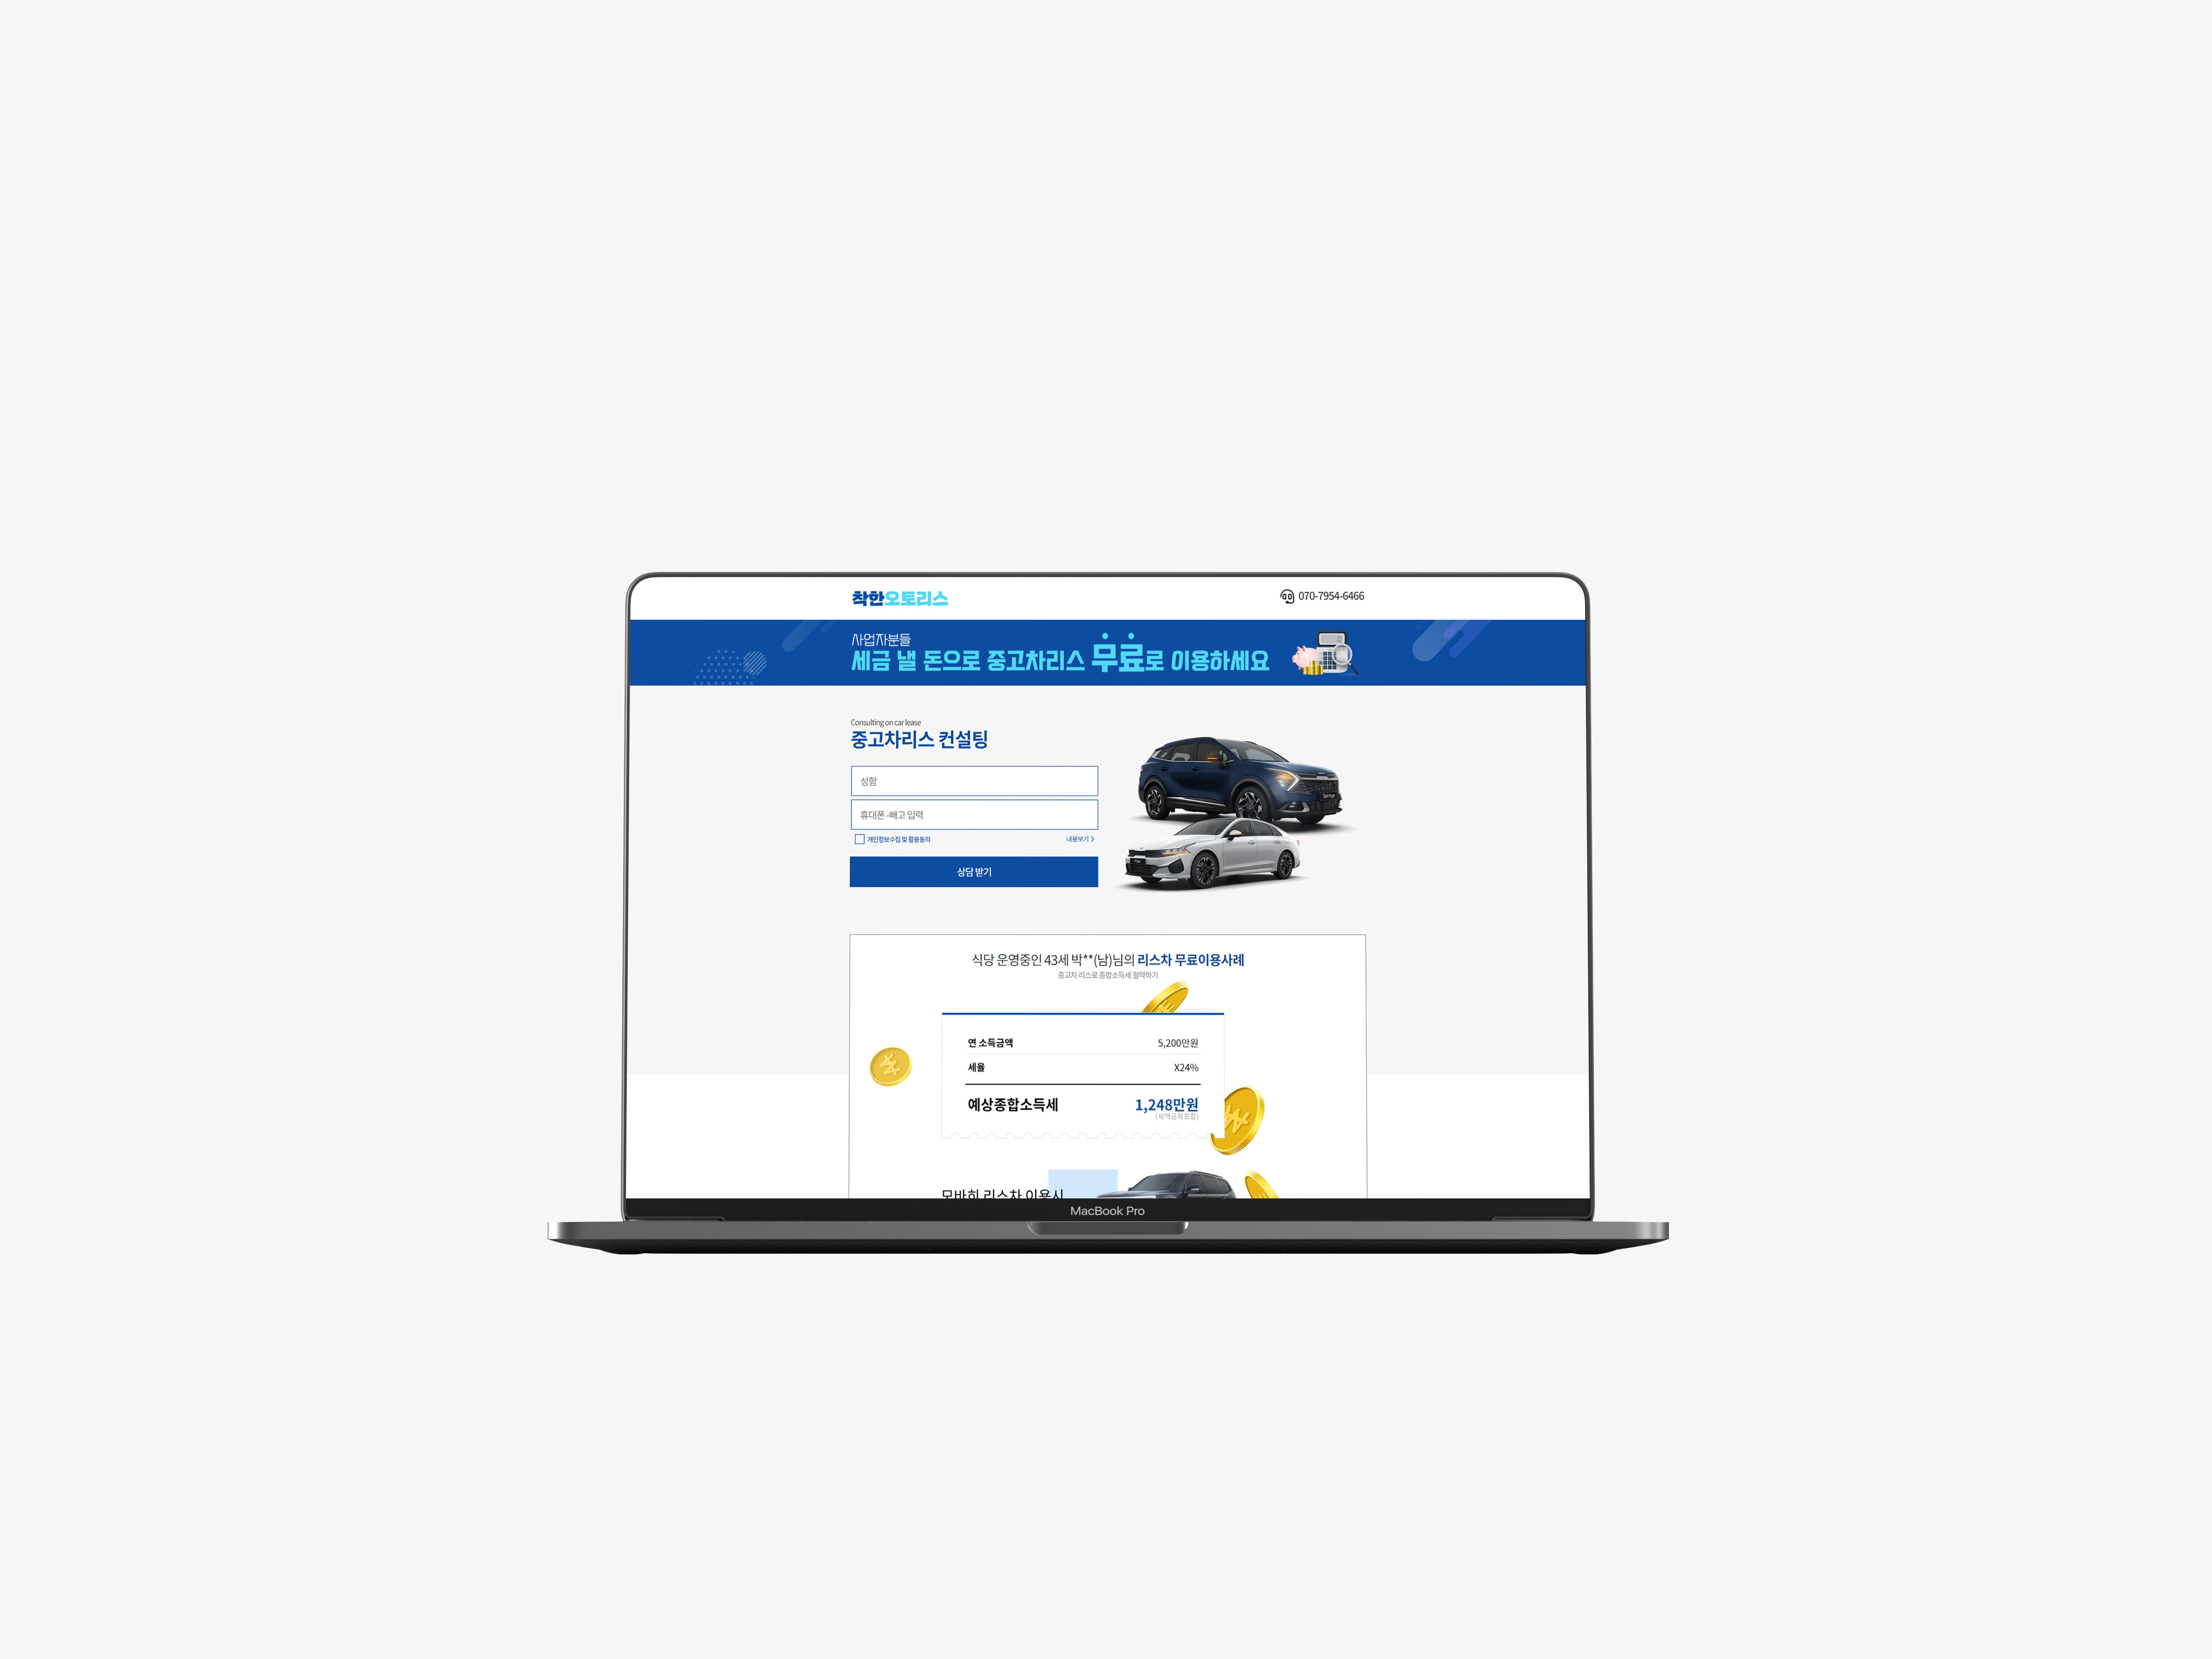 착한오토리스
070-7954-6466
사업자분들
세금 낼 돈으로 중고차리스 무료로 이용하세요
Consulting on car lease
중고차리스 컨설팅
성함
휴대폰 -빼고 입력
개인정보수집 및 활용동의
내용보기 >
상담 받기
식당 운영중인 43세 박**(남)님의 리스차 무료이용사례
중고차 리스로 종합소득세 절약하기
연 소득금액 5,200만원
세율 X24%
예상종합소득세 1,248만원
(세액공제포함)
모바히 리스차 이용시
MacBook Pro